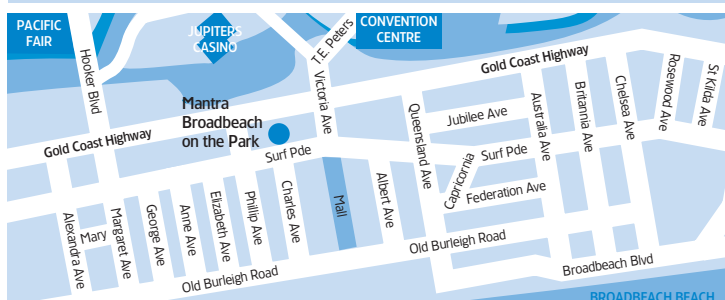 PACIFIC
FAIR
JUPITERS
CASINO
T.E. Peters
CONVENTION
CENTRE
Hooker Blvd
Victoria Ave
Gold Coast Highway
Rosewood Ave
St Kilda Ave
Chelsea Ave
Britannia Ave
Australia Ave
Mantra
Broadbeach
on the Park
Queensland Ave
Jubilee Ave
Gold Coast Highway
Surf Pde
Surf Pde
Capricornia
Federation Ave
Alexandra Ave
Mary
Margaret Ave
George Ave
Anne Ave
Elizabeth Ave
Phillip Ave
Charles Ave
Mall
Albert Ave
Old Burleigh Road
Old Burleigh Road
Broadbeach Blvd
BROADBEACH BEACH